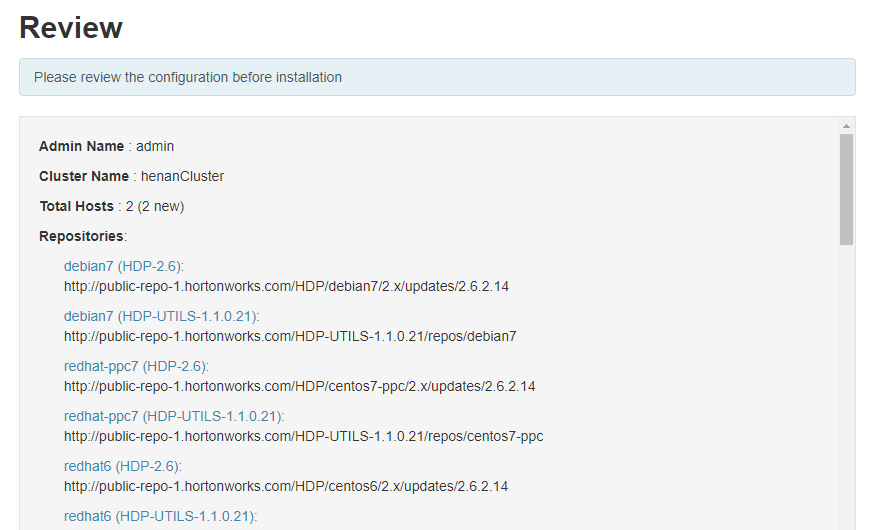 Review
Please review the configuration before installation
Admin Name : admin
Cluster Name : henanCluster
Total Hosts : 2 (2 new)
Repositories:
debian7 (HDP-2.6):
http://public-repo-1.hortonworks.com/HDP/debian7/2.x/updates/2.6.2.14
debian7 (HDP-UTILS-1.1.0.21):
http://public-repo-1.hortonworks.com/HDP-UTILS-1.1.0.21/repos/debian7
redhat-ppc7 (HDP-2.6):
http://public-repo-1.hortonworks.com/HDP/centos7-ppc/2.x/updates/2.6.2.14
redhat-ppc7 (HDP-UTILS-1.1.0.21):
http://public-repo-1.hortonworks.com/HDP-UTILS-1.1.0.21/repos/centos7-ppc
redhat6 (HDP-2.6):
http://public-repo-1.hortonworks.com/HDP/centos6/2.x/updates/2.6.2.14
redhat6 (HDP-UTILS-1.1.0.21):